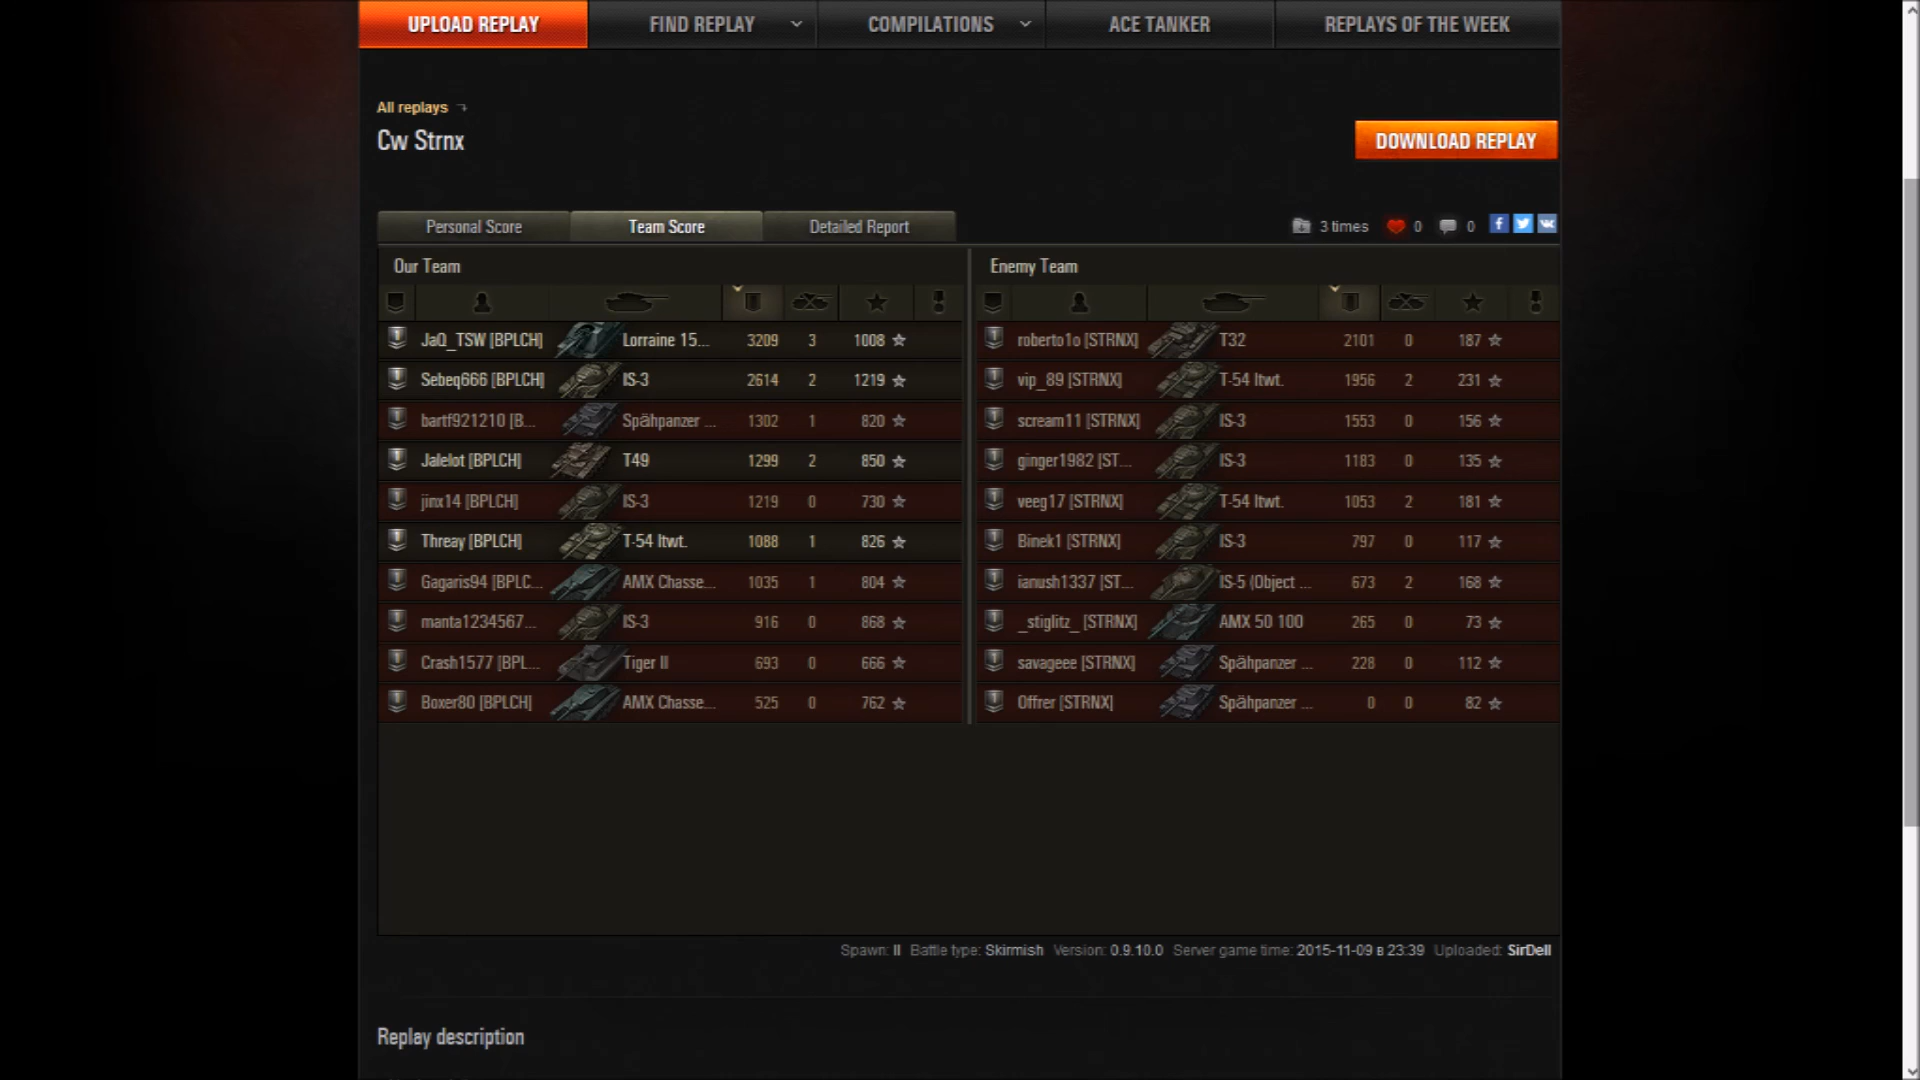 UPLOAD REPLAY FIND REPLAY COMPILATIONS ACE TANKER REPLAYS OF THE WEEK
All replays
Cw Strnx
DOWNLOAD REPLAY
Personal Score Team Score Detailed Report 3 times 0 0
Our Team Enemy Team
JaQ_TSW [BPLCH] Lorraine 15... 3209 3 1008 roberto1o [STRNX] T32 2101 0 187
Sebeq666 [BPLCH] IS-3 2614 2 1219 vip_89 [STRNX] T-54 ltwt. 1956 2 231
bartf921210 [B... Spähpanzer ... 1302 1 820 scream11 [STRNX] IS-3 1553 0 156
Jalelot [BPLCH] T49 1299 2 850 ginger1982 [ST... IS-3 1183 0 135
jinx14 [BPLCH] IS-3 1219 0 730 veeg17 [STRNX] T-54 ltwt. 1053 2 181
Threay [BPLCH] T-54 ltwt. 1088 1 826 Binek1 [STRNX] IS-3 797 0 117
Gagaris94 [BPLC... AMX Chasse... 1035 1 804 ianush1337 [ST... IS-5 (Object ... 673 2 168
manta1234567... IS-3 916 0 868 _stiglitz_ [STRNX] AMX 50 100 265 0 73
Crash1577 [BPL... Tiger II 693 0 666 savageee [STRNX] Spähpanzer ... 228 0 112
Boxer80 [BPLCH] AMX Chasse... 525 0 762 Offrer [STRNX] Spähpanzer ... 0 0 82
Spawn: II Battle type: Skirmish Version: 0.9.10.0 Server game time: 2015-11-09 в 23:39 Uploaded: SirDell
Replay description